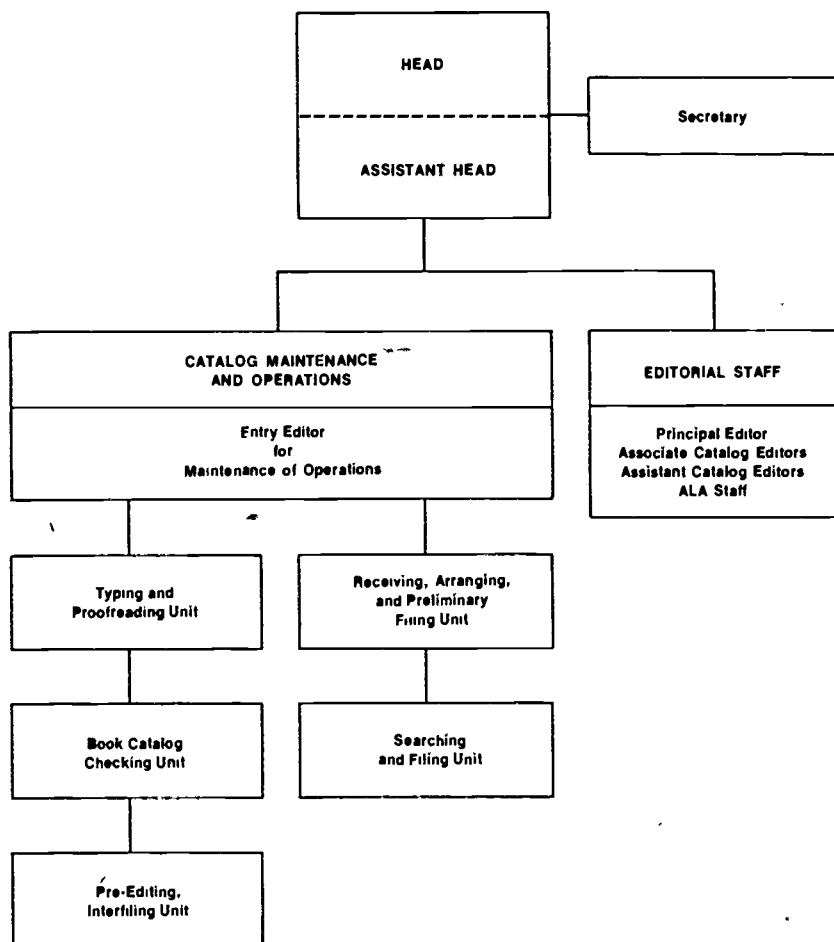 HEAD
Secretary
ASSISTANT HEAD
CATALOG MAINTENANCE
AND OPERATIONS
Entry Editor
for
Maintenance of Operations
EDITORIAL STAFF
Principal Editor
Associate Catalog Editors
Assistant Catalog Editors
ALA Staff
Typing and
Proofreading Unit
Receiving, Arranging,
and Preliminary
Filing Unit
Book Catalog
Checking Unit
Searching
and Filing Unit
Pre-Editing,
Interfiling Unit